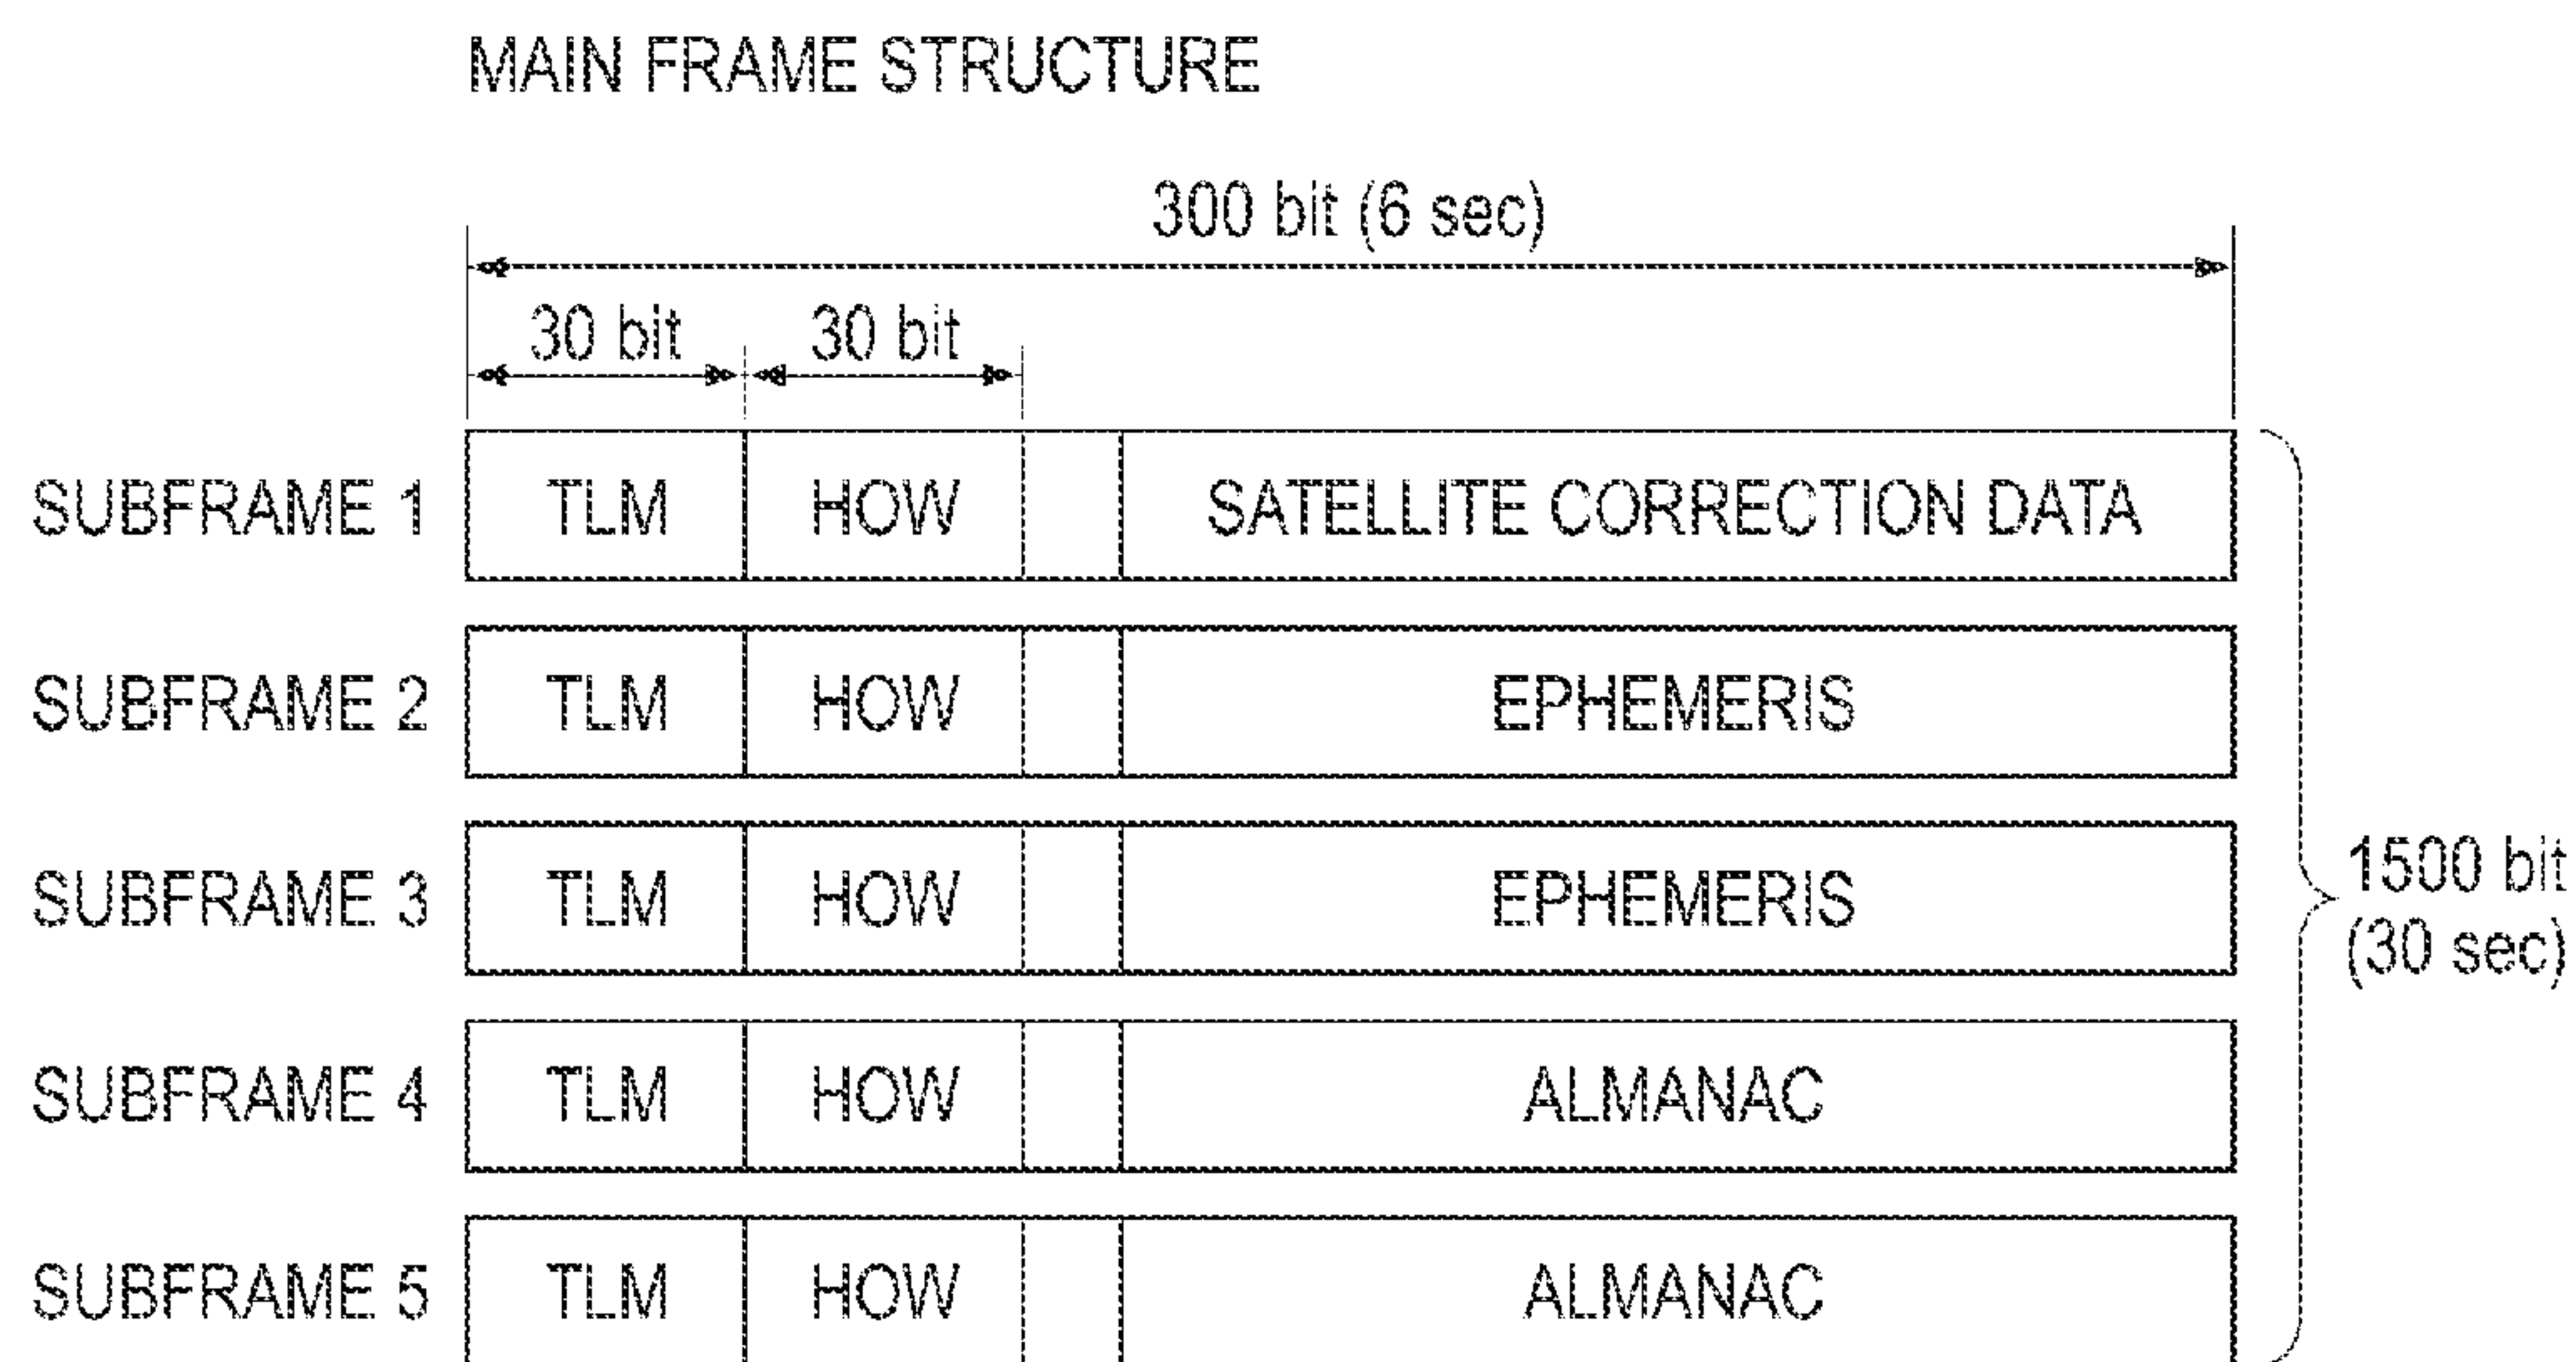 MAIN FRAME STRUCTURE
300 bit (6 sec)
30 bit 30 bit
SUBFRAME 1 TLM HOW SATELLITE CORRECTION DATA
SUBFRAME 2 TLM HOW EPHEMERIS
SUBFRAME 3 TLM HOW EPHEMERIS
1500 bit
(30 sec)
SUBFRAME 4 TLM HOW ALMANAC
SUBFRAME 5 TLM HOW ALMANAC